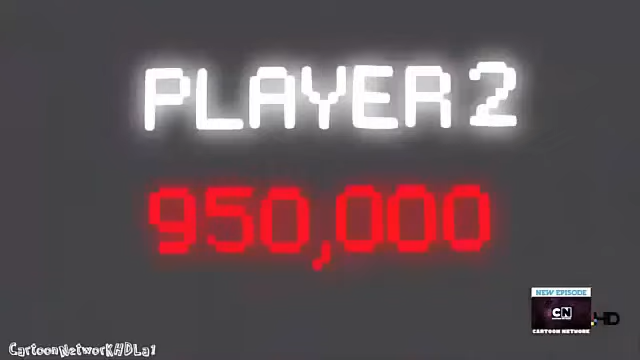 PLAYER 2
950,000
NEW EPISODE
CN
CARTOON NETWORK
HD
CartoonNetworKHDLa1